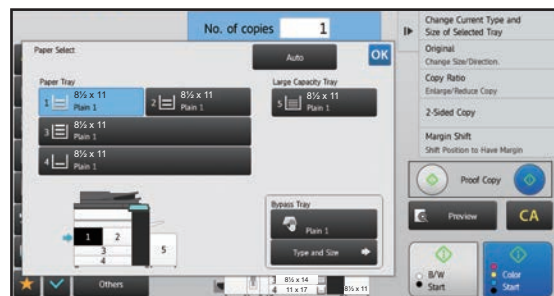 No. of copies 1
Paper Select
Auto
OK
Paper Tray
1 8½ x 11
Plain 1
2 8½ x 11
Plain 1
3 8½ x 11
Plain 1
4 8½ x 11
Plain 1
Large Capacity Tray
5 8½ x 11
Plain 1
1 2
3
4
5
Bypass Tray
Plain 1
Type and Size
Others
3 8½ x 14
4 11 x 17
8½ x 11
Change Current Type and
Size of Selected Tray
Original
Change Size/Direction.
Copy Ratio
Enlarge/Reduce Copy
2-Sided Copy
Margin Shift
Shift Position to Have Margin
Proof Copy
Preview
CA
B/W
Start
Color
Start